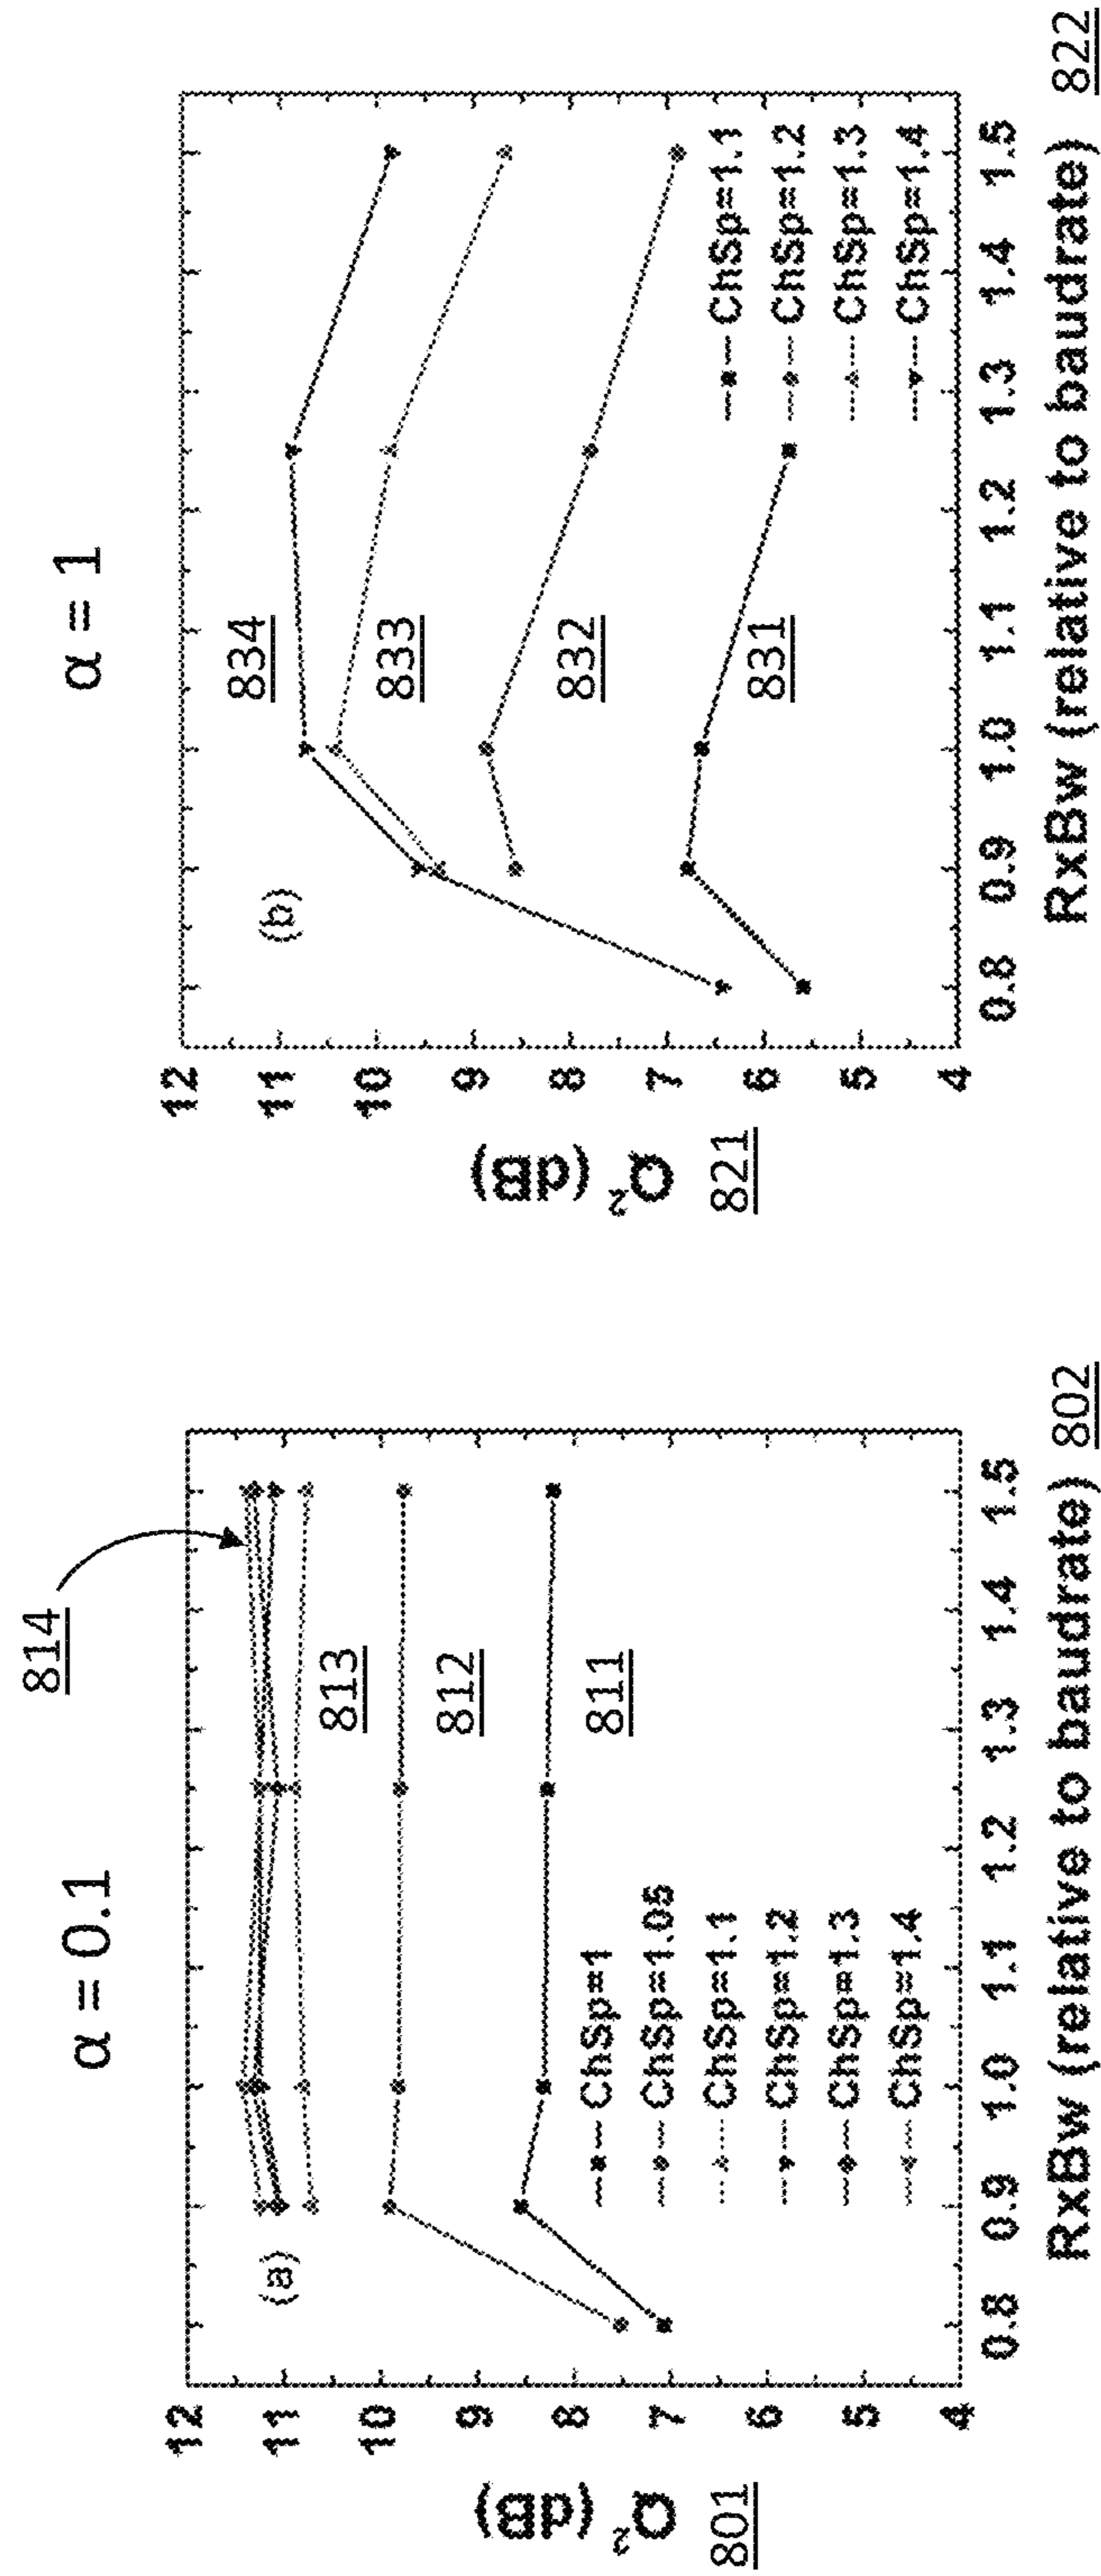 α = 0.1
814
(a)
813
812
811
12
11
10
9
8
7
6
5
4
Q² (dB)
801
ChSp=1
ChSp=1.05
ChSp=1.1
ChSp=1.2
ChSp=1.3
ChSp=1.4
0.8 0.9 1.0 1.1 1.2 1.3 1.4 1.5
RxBw (relative to baudrate) 802
α = 1
(b)
834
833
832
831
12
11
10
9
8
7
6
5
4
Q² (dB)
821
ChSp=1.1
ChSp=1.2
ChSp=1.3
ChSp=1.4
0.8 0.9 1.0 1.1 1.2 1.3 1.4 1.5
RxBw (relative to baudrate) 822